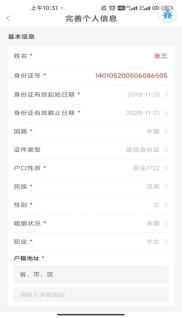 上午10:31
完善个人信息
基本信息
姓名 * 张三
身份证号 * 140105200506086505
身份证有效起始日期 * 2018-11-21
身份证有效截止日期 * 2028-11-21
国籍 * 中国
证件类型 居民身份证
户口性质 * 农业户口
民族 * 汉族
性别 * 女
婚姻状况 * 未婚
职业 * 学生
户籍地址 *
省、市、区
请输入详细地址